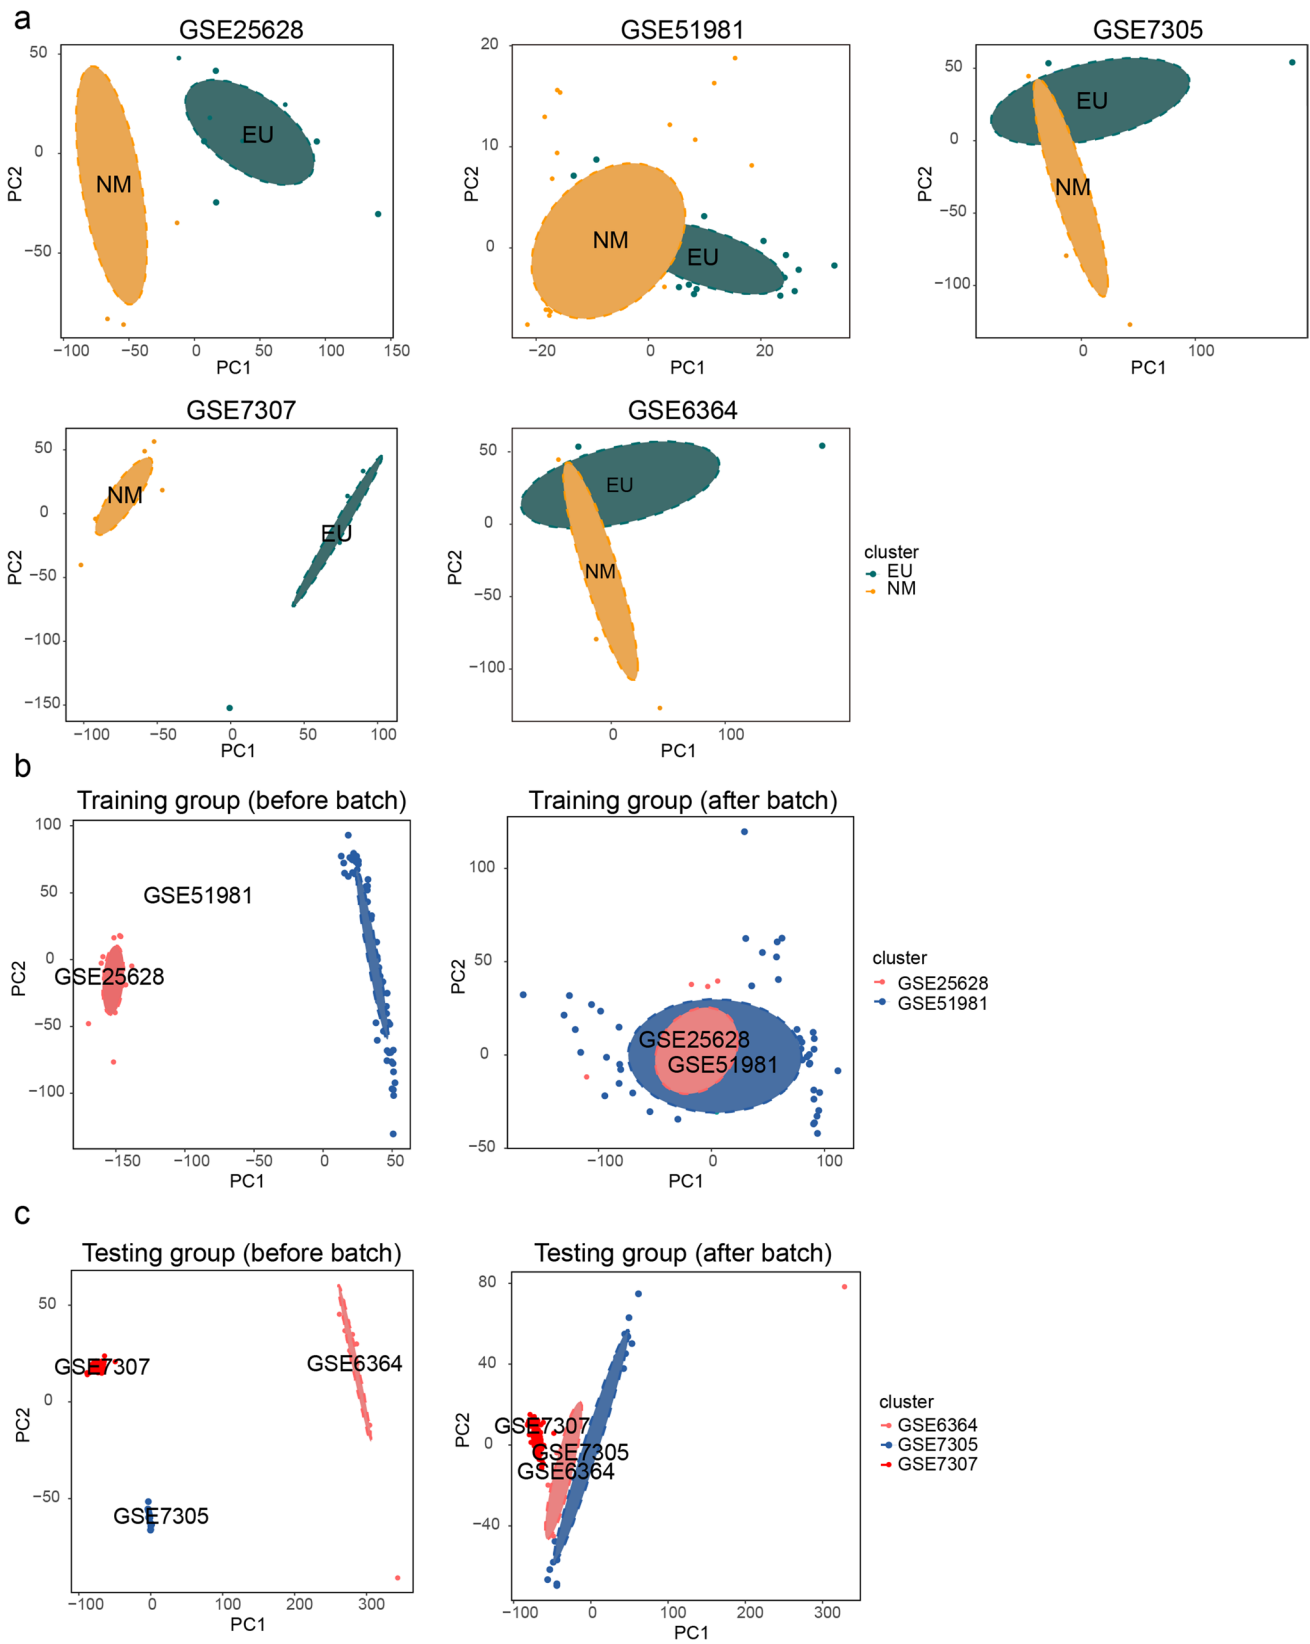 a
GSE25628
GSE51981
GSE7305
50
0
−50
PC2
NM
EU
−100
−50
0
50
100
150
PC1
20
10
0
PC2
NM
EU
−20
0
20
PC1
50
0
−50
−100
PC2
EU
NM
0
100
PC1
GSE7307
GSE6364
50
0
−50
−100
−150
PC2
NM
EU
−100
−50
0
50
100
PC1
50
0
−50
−100
PC2
EU
NM
0
100
PC1
cluster
EU
NM
b
Training group (before batch)
Training group (after batch)
100
50
0
−50
−100
PC2
GSE51981
GSE25628
−150
−100
−50
0
50
PC1
100
50
0
−50
PC2
GSE25628
GSE51981
−100
0
100
PC1
cluster
GSE25628
GSE51981
c
Testing group (before batch)
Testing group (after batch)
50
0
−50
PC2
GSE7307
GSE6364
GSE7305
−100
0
100
200
300
PC1
80
40
0
−40
PC2
GSE7307
GSE7305
GSE6364
−100
0
100
200
300
PC1
cluster
GSE6364
GSE7305
GSE7307